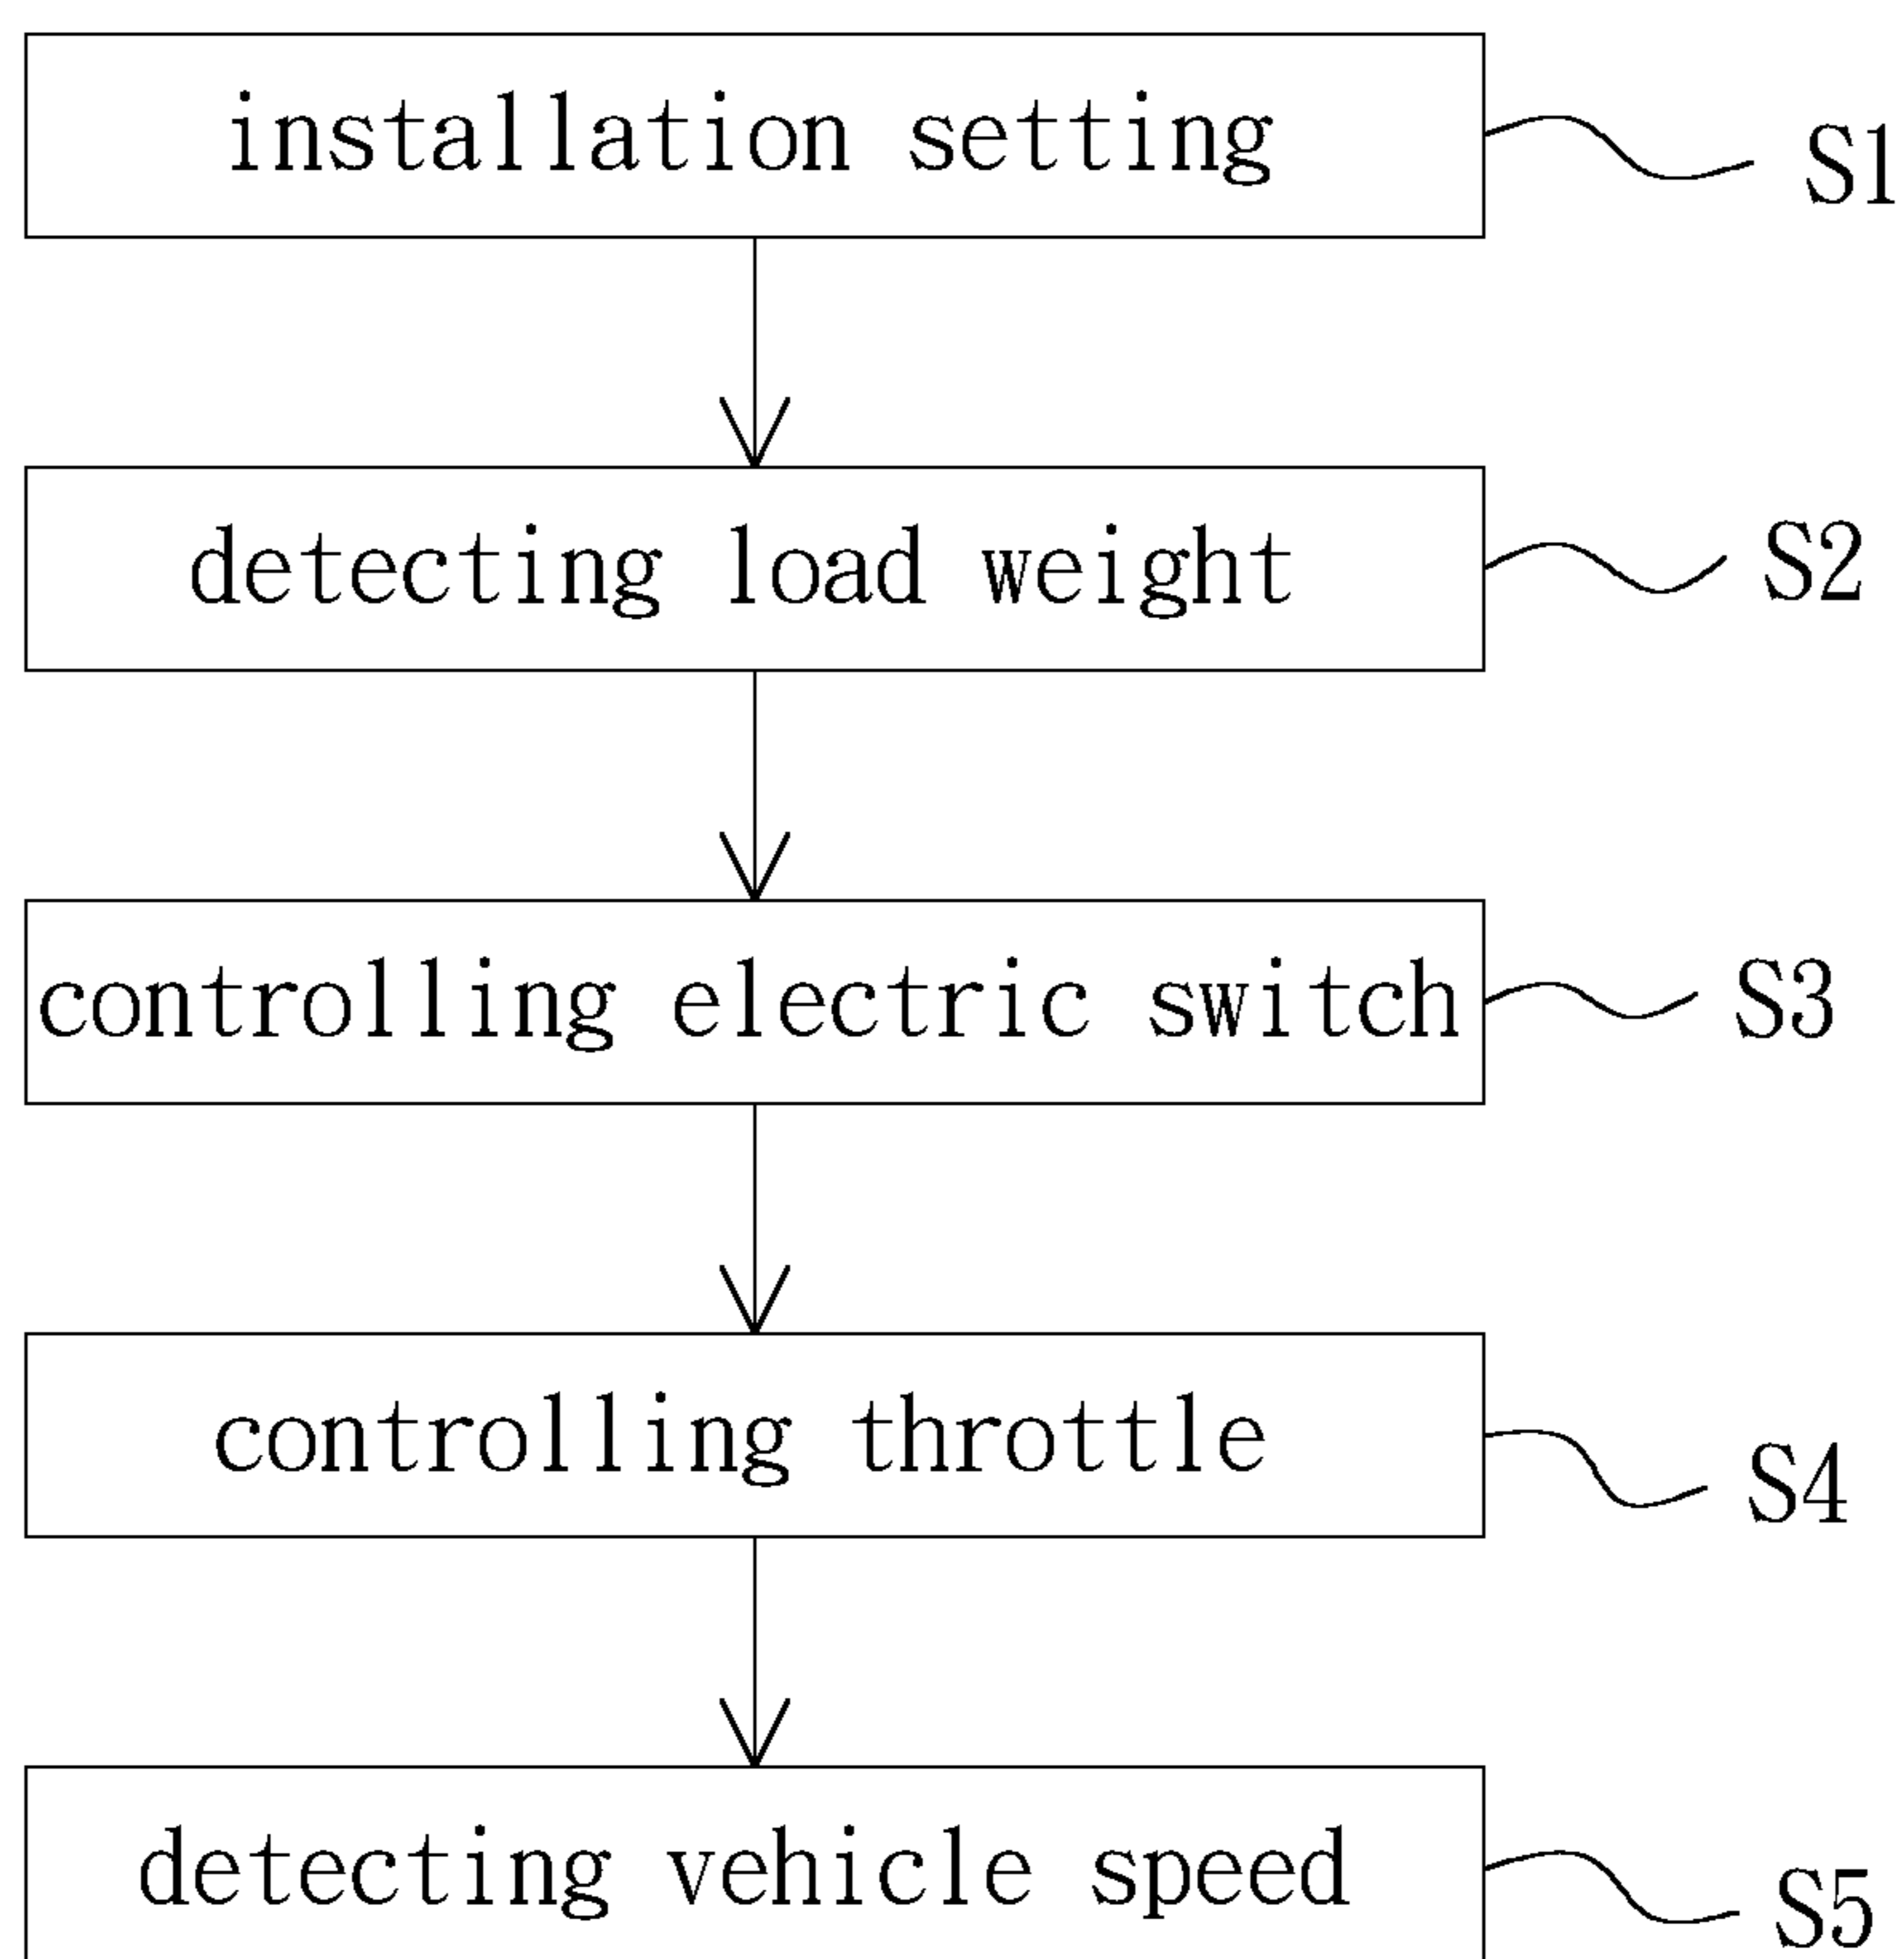 installation setting S1
detecting load weight S2
controlling electric switch S3
controlling throttle S4
detecting vehicle speed S5